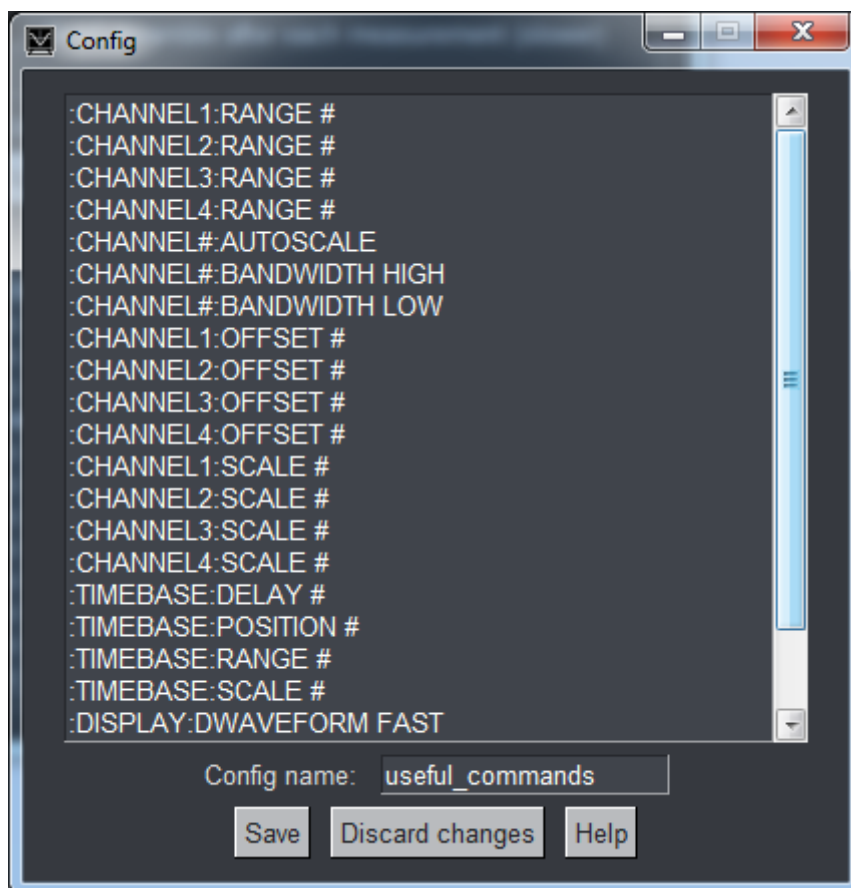 Config
:CHANNEL1:RANGE #
:CHANNEL2:RANGE #
:CHANNEL3:RANGE #
:CHANNEL4:RANGE #
:CHANNEL#:AUTOSCALE
:CHANNEL#:BANDWIDTH HIGH
:CHANNEL#:BANDWIDTH LOW
:CHANNEL1:OFFSET #
:CHANNEL2:OFFSET #
:CHANNEL3:OFFSET #
:CHANNEL4:OFFSET #
:CHANNEL1:SCALE #
:CHANNEL2:SCALE #
:CHANNEL3:SCALE #
:CHANNEL4:SCALE #
:TIMEBASE:DELAY #
:TIMEBASE:POSITION #
:TIMEBASE:RANGE #
:TIMEBASE:SCALE #
:DISPLAY:DWAVEFORM FAST
Config name: useful_commands
Save Discard changes Help